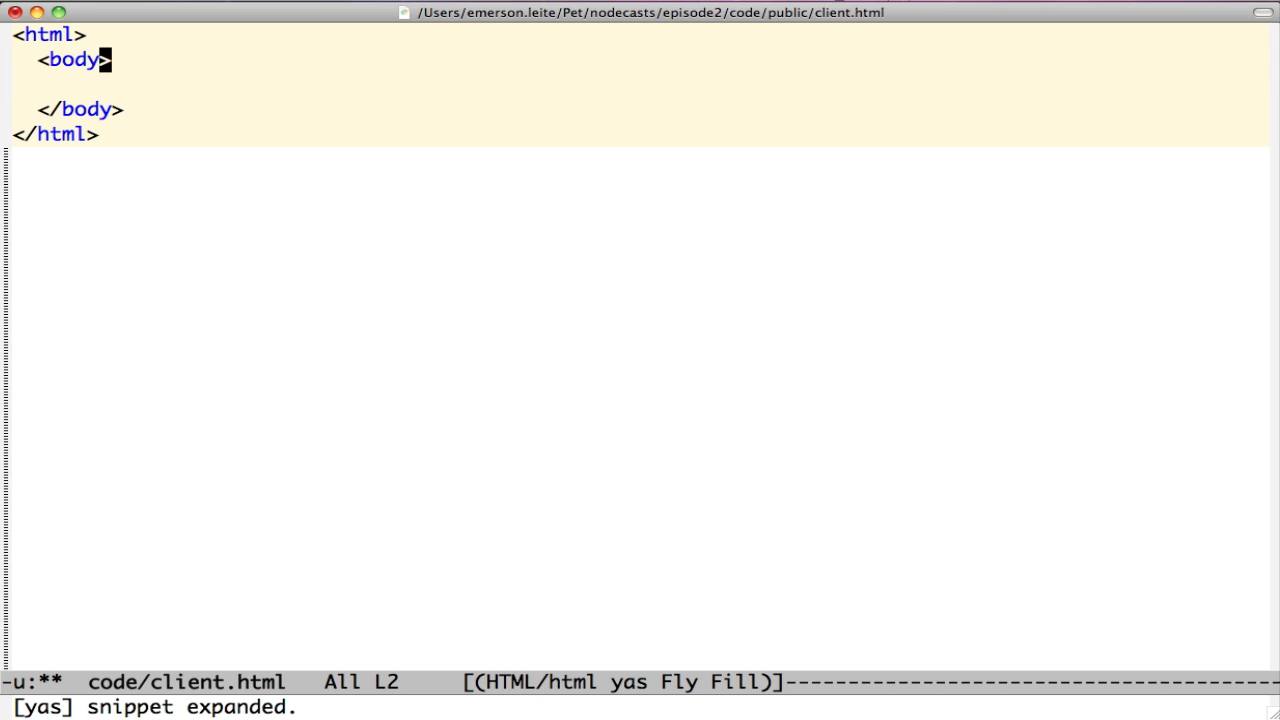 /Users/emerson.leite/Pet/nodecasts/episode2/code/public/client.html
<html>
  <body>
  </body>
</html>
-u:**  code/client.html   All L2     [(HTML/html yas Fly Fill)]----------------------------------------
[yas] snippet expanded.